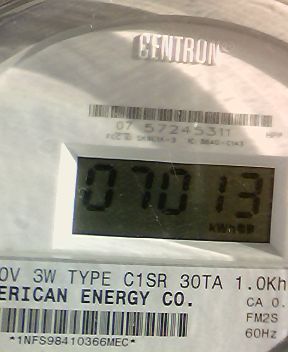 CENTRON®
07 57245311
07013
kWh
0V 3W TYPE C1SR 30TA 1.0Kh
ERICAN ENERGY CO.
CA 0.
FM2S
60Hz
*1NFS98410366MEC*